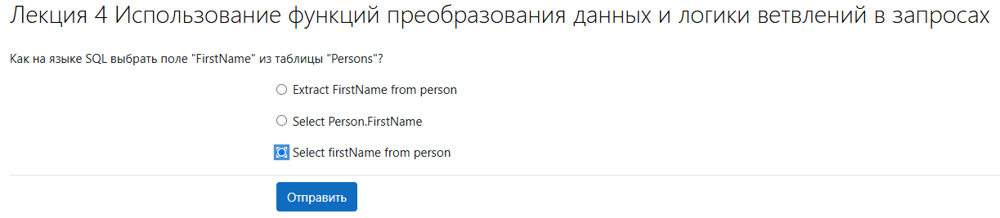 Лекция 4 Использование функций преобразования данных и логики ветвлений в запросах
Как на языке SQL выбрать поле "FirstName" из таблицы "Persons"?
Extract FirstName from person
Select Person.FirstName
Select firstName from person
Отправить